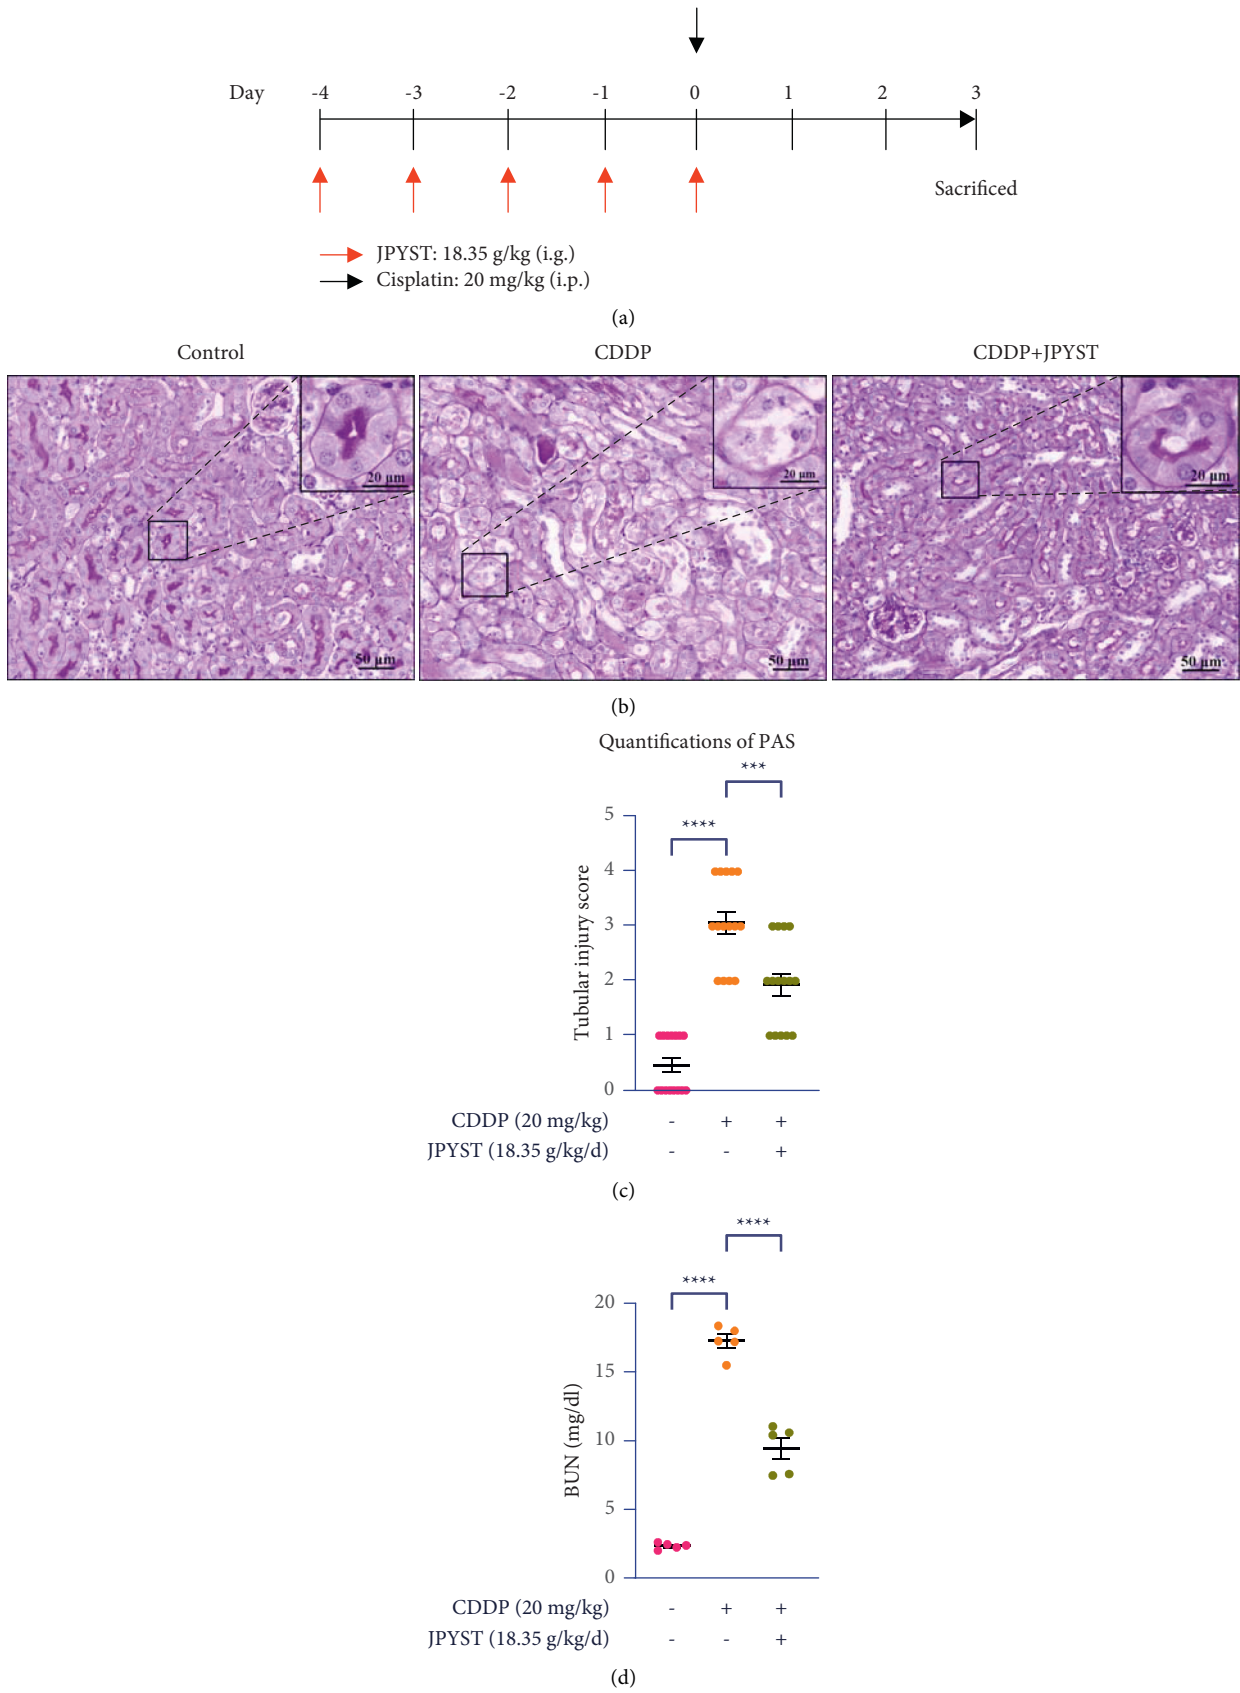 Day -4 -3 -2 -1 0 1 2 3
Sacrificed
JPYST: 18.35 g/kg (i.g.)
Cisplatin: 20 mg/kg (i.p.)
(a)
Control CDDP CDDP+JPYST
20 μm 20 μm 20 μm
50 μm 50 μm 50 μm
(b)
Quantifications of PAS
***
****
5
4
3
2
1
0
Tubular injury score
CDDP (20 mg/kg) - + +
JPYST (18.35 g/kg/d) - - +
(c)
****
****
20
15
10
5
0
BUN (mg/dl)
CDDP (20 mg/kg) - + +
JPYST (18.35 g/kg/d) - - +
(d)